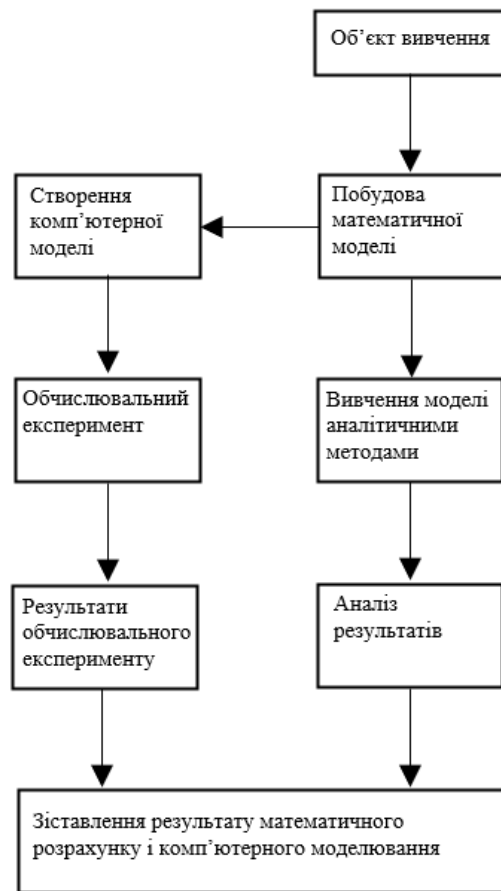 Об’єкт вивчення
Створення
комп’ютерної
моделі
Побудова
математичної
моделі
Обчислювальний
експеримент
Вивчення моделі
аналітичними
методами
Результати
обчислювального
експерименту
Аналіз
результатів
Зіставлення результату математичного
розрахунку і комп’ютерного моделювання